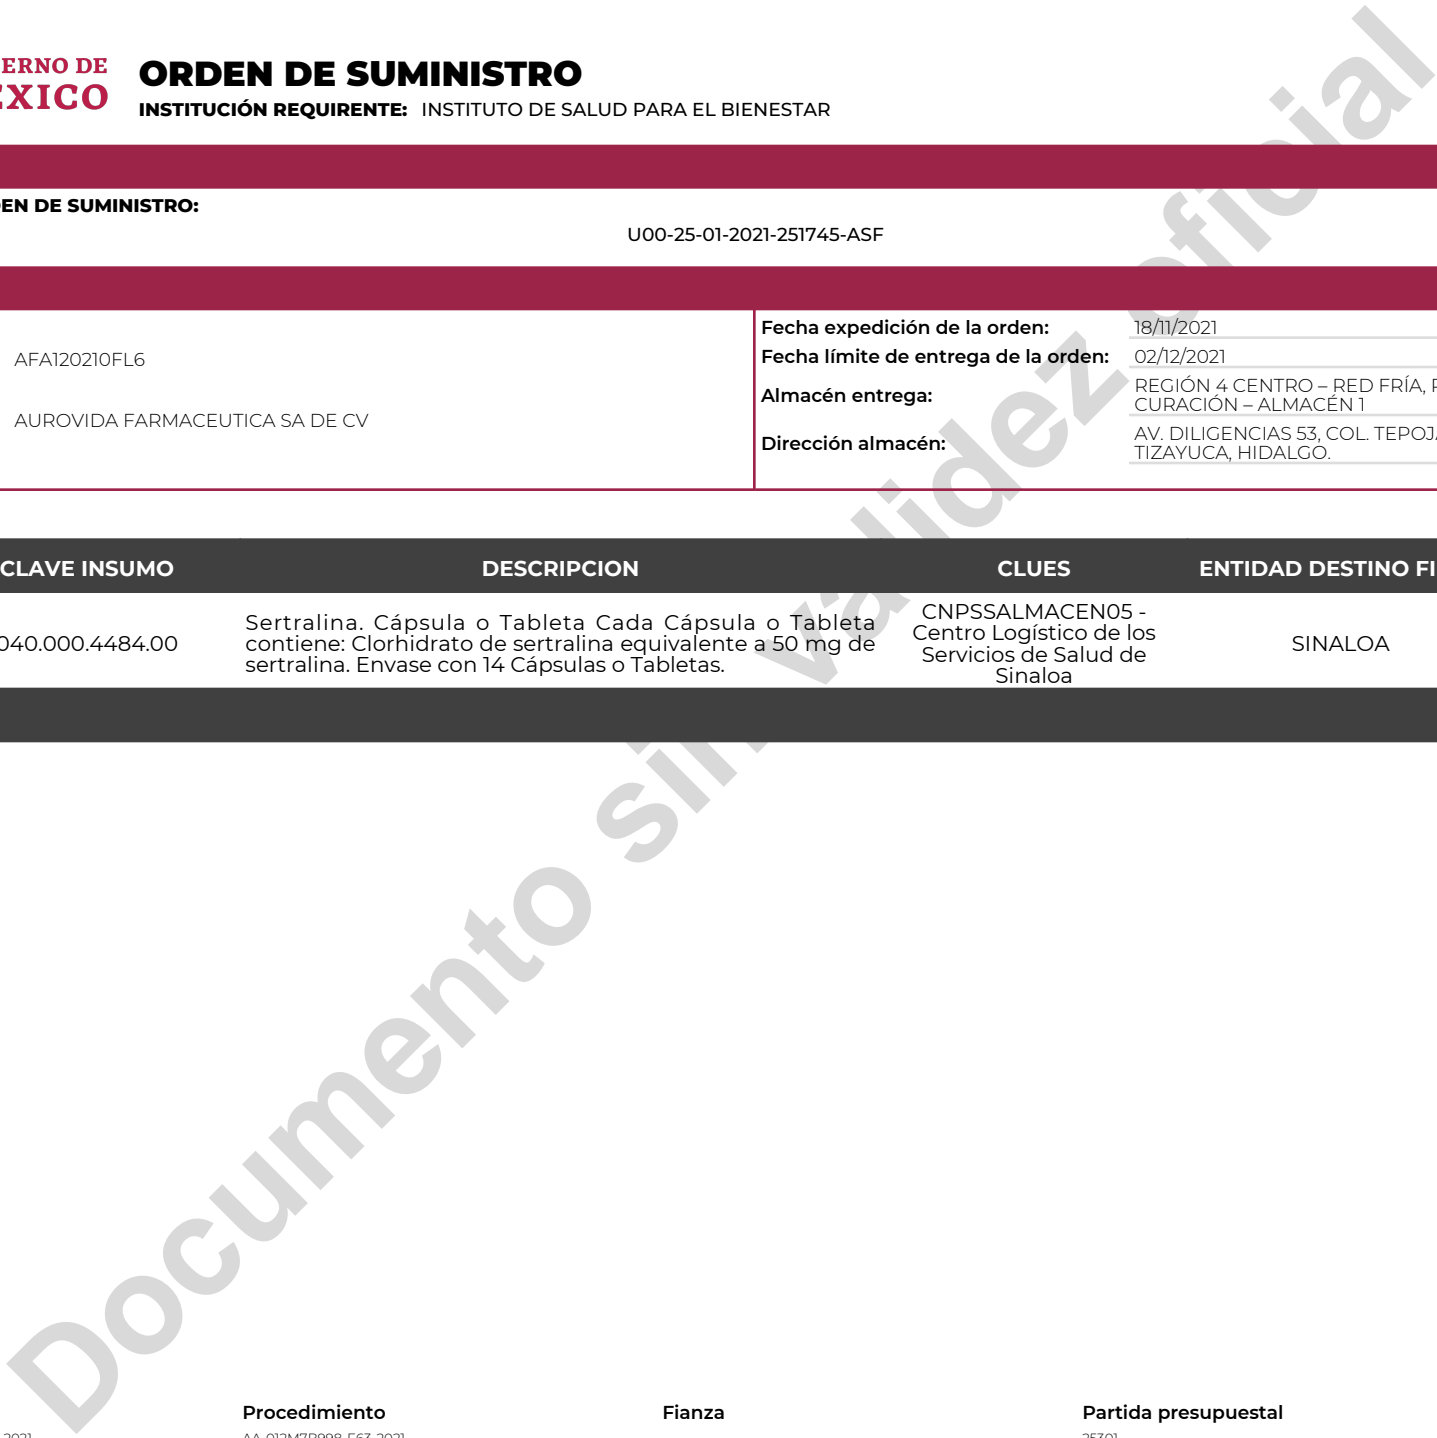 ERNO DE
EXICO
ORDEN DE SUMINISTRO
INSTITUCIÓN REQUIRENTE: INSTITUTO DE SALUD PARA EL BIENESTAR
EN DE SUMINISTRO:
U00-25-01-2021-251745-ASF
AFA120210FL6
AUROVIDA FARMACEUTICA SA DE CV
Fecha expedición de la orden: 18/11/2021
Fecha límite de entrega de la orden: 02/12/2021
Almacén entrega: REGIÓN 4 CENTRO – RED FRÍA,
CURACIÓN – ALMACÉN 1
Dirección almacén: AV. DILIGENCIAS 53, COL. TEPOJ
TIZAYUCA, HIDALGO.
CLAVE INSUMO DESCRIPCION CLUES ENTIDAD DESTINO FI
040.000.4484.00
Sertralina. Cápsula o Tableta Cada Cápsula o Tableta
contiene: Clorhidrato de sertralina equivalente a 50 mg de
sertralina. Envase con 14 Cápsulas o Tabletas.
CNPSSALMACEN05 -
Centro Logístico de los
Servicios de Salud de
Sinaloa
SINALOA
Documento sin validez oficial
Procedimiento Fianza Partida presupuestal